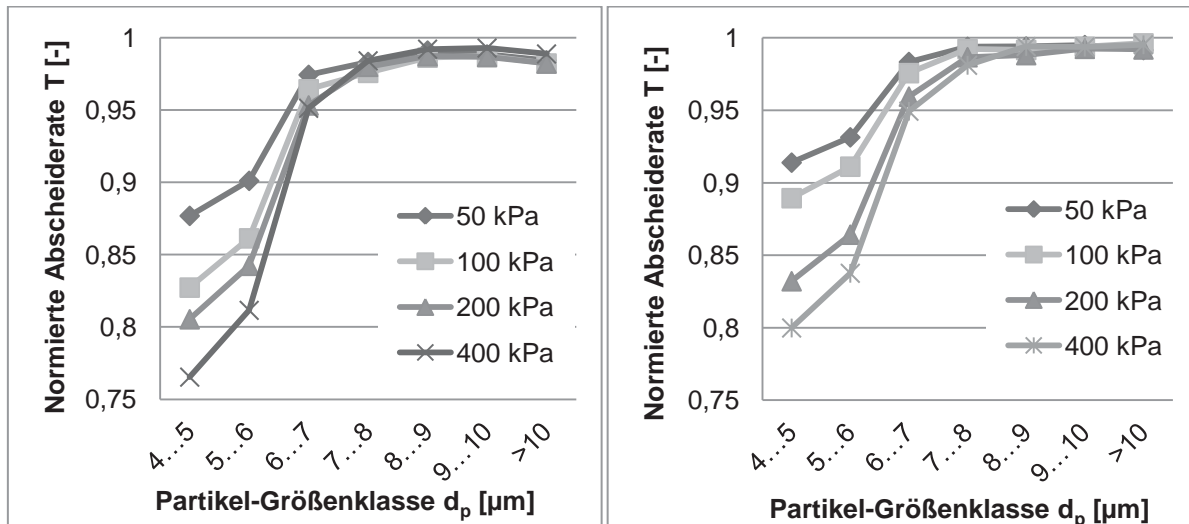 Normierte Abscheiderate T [-]
1
0,95
0,9
0,85
0,8
0,75
50 kPa
100 kPa
200 kPa
400 kPa
4…5
5…6
6…7
7…8
8…9
9…10
>10
Partikel-Größenklasse dp [µm]
Normierte Abscheiderate T [-]
1
0,95
0,9
0,85
0,8
0,75
50 kPa
100 kPa
200 kPa
400 kPa
4…5
5…6
6…7
7…8
8…9
9…10
>10
Partikel-Größenklasse dp [µm]